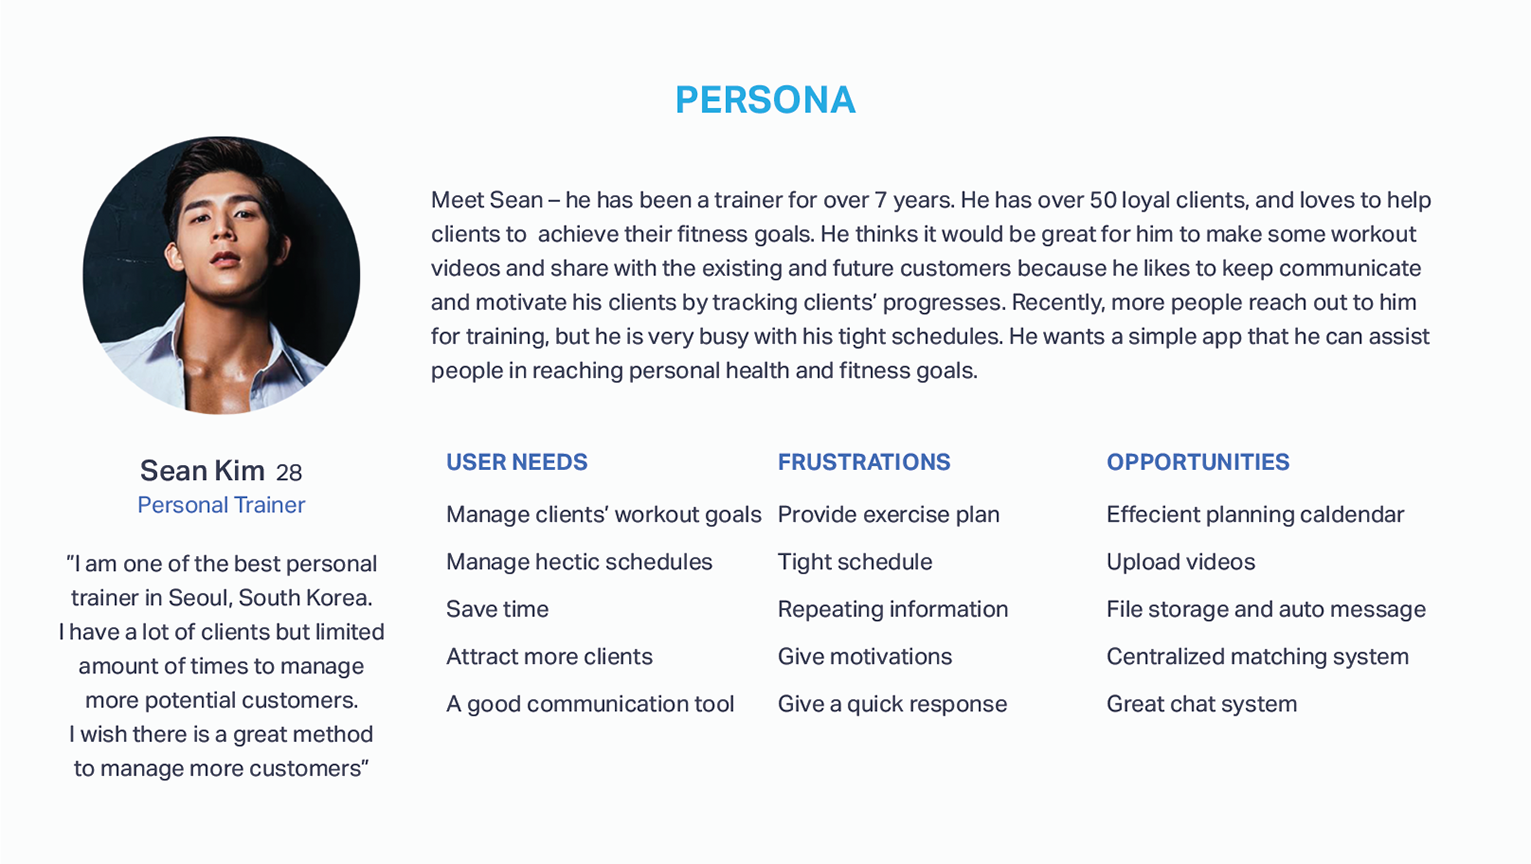 PERSONA
Meet Sean – he has been a trainer for over 7 years. He has over 50 loyal clients, and loves to help
clients to  achieve their fitness goals. He thinks it would be great for him to make some workout
videos and share with the existing and future customers because he likes to keep communicate
and motivate his clients by tracking clients’ progresses. Recently, more people reach out to him
for training, but he is very busy with his tight schedules. He wants a simple app that he can assist
people in reaching personal health and fitness goals.
Sean Kim 28
Personal Trainer
"I am one of the best personal
trainer in Seoul, South Korea.
I have a lot of clients but limited
amount of times to manage
more potential customers.
I wish there is a great method
to manage more customers"
USER NEEDS
Manage clients’ workout goals
Manage hectic schedules
Save time
Attract more clients
A good communication tool
FRUSTRATIONS
Provide exercise plan
Tight schedule
Repeating information
Give motivations
Give a quick response
OPPORTUNITIES
Effecient planning caldendar
Upload videos
File storage and auto message
Centralized matching system
Great chat system